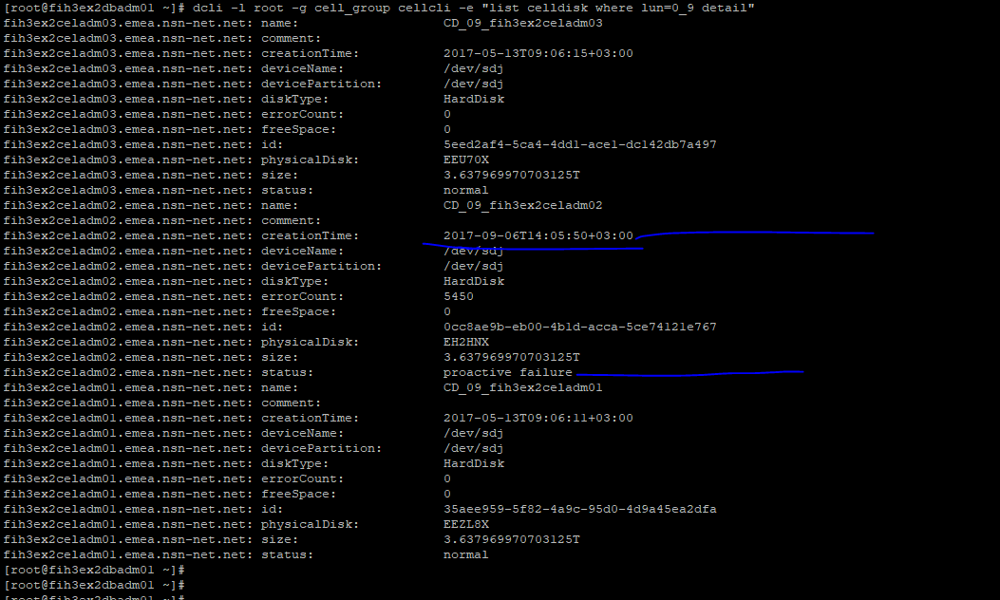 [root@fih3ex2dbadm01 ~]# dcli -l root -g cell_group cellcli -e "list celldisk where lun=0_9 detail"
fih3ex2celadm03.emea.nsn-net.net: name: CD_09_fih3ex2celadm03
fih3ex2celadm03.emea.nsn-net.net: comment:
fih3ex2celadm03.emea.nsn-net.net: creationTime: 2017-05-13T09:06:15+03:00
fih3ex2celadm03.emea.nsn-net.net: deviceName: /dev/sdj
fih3ex2celadm03.emea.nsn-net.net: devicePartition: /dev/sdj
fih3ex2celadm03.emea.nsn-net.net: diskType: HardDisk
fih3ex2celadm03.emea.nsn-net.net: errorCount: 0
fih3ex2celadm03.emea.nsn-net.net: freeSpace: 0
fih3ex2celadm03.emea.nsn-net.net: id: 5eed2af4-5ca4-4dd1-ace1-dc142db7a497
fih3ex2celadm03.emea.nsn-net.net: physicalDisk: EEU70X
fih3ex2celadm03.emea.nsn-net.net: size: 3.637969970703125T
fih3ex2celadm03.emea.nsn-net.net: status: normal
fih3ex2celadm02.emea.nsn-net.net: name: CD_09_fih3ex2celadm02
fih3ex2celadm02.emea.nsn-net.net: comment:
fih3ex2celadm02.emea.nsn-net.net: creationTime: 2017-09-06T14:05:50+03:00
fih3ex2celadm02.emea.nsn-net.net: deviceName: /dev/sdj
fih3ex2celadm02.emea.nsn-net.net: devicePartition: /dev/sdj
fih3ex2celadm02.emea.nsn-net.net: diskType: HardDisk
fih3ex2celadm02.emea.nsn-net.net: errorCount: 5450
fih3ex2celadm02.emea.nsn-net.net: freeSpace: 0
fih3ex2celadm02.emea.nsn-net.net: id: 0cc8ae9b-eb00-4b1d-acca-5ce74121e767
fih3ex2celadm02.emea.nsn-net.net: physicalDisk: EH2HNX
fih3ex2celadm02.emea.nsn-net.net: size: 3.637969970703125T
fih3ex2celadm02.emea.nsn-net.net: status: proactive failure
fih3ex2celadm01.emea.nsn-net.net: name: CD_09_fih3ex2celadm01
fih3ex2celadm01.emea.nsn-net.net: comment:
fih3ex2celadm01.emea.nsn-net.net: creationTime: 2017-05-13T09:06:11+03:00
fih3ex2celadm01.emea.nsn-net.net: deviceName: /dev/sdj
fih3ex2celadm01.emea.nsn-net.net: devicePartition: /dev/sdj
fih3ex2celadm01.emea.nsn-net.net: diskType: HardDisk
fih3ex2celadm01.emea.nsn-net.net: errorCount: 0
fih3ex2celadm01.emea.nsn-net.net: freeSpace: 0
fih3ex2celadm01.emea.nsn-net.net: id: 35aee959-5f82-4a9c-95d0-4d9a45ea2dfa
fih3ex2celadm01.emea.nsn-net.net: physicalDisk: EEZL8X
fih3ex2celadm01.emea.nsn-net.net: size: 3.637969970703125T
fih3ex2celadm01.emea.nsn-net.net: status: normal
[root@fih3ex2dbadm01 ~]#
[root@fih3ex2dbadm01 ~]#
[root@fih3ex2dbadm01 ~]#